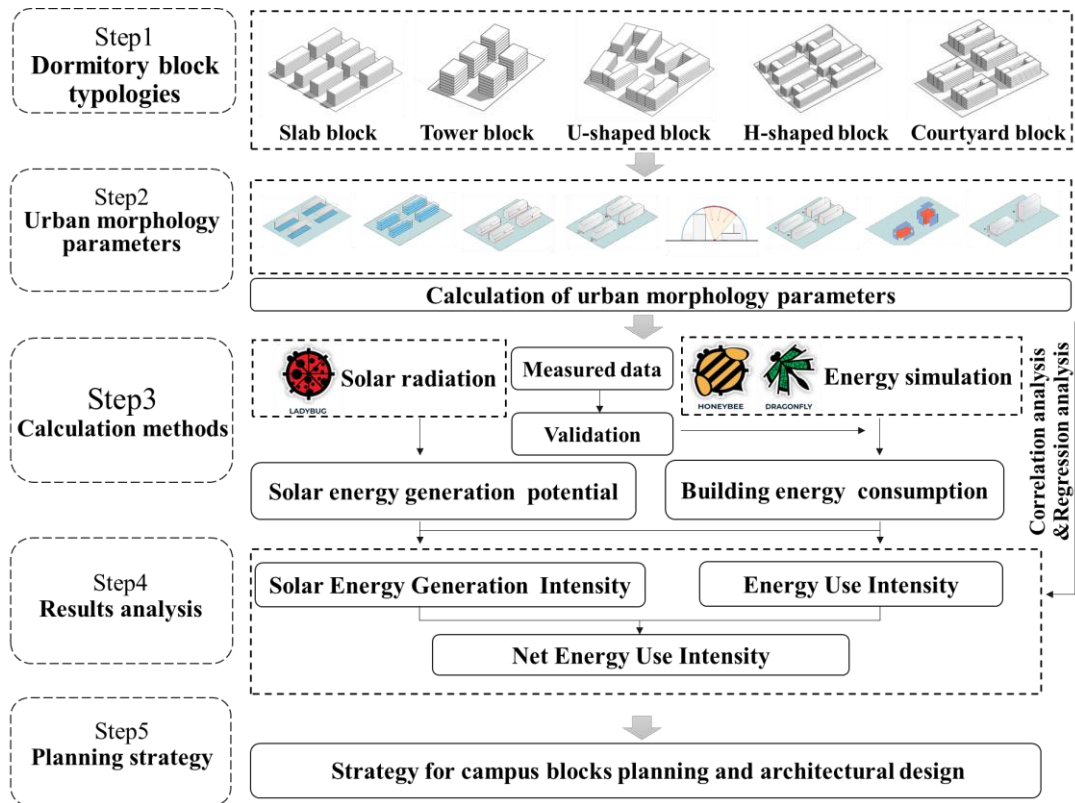 Step1
Dormitory block
typologies
Slab block
Tower block
U-shaped block
H-shaped block
Courtyard block
Step2
Urban morphology
parameters
Calculation of urban morphology parameters
Step3
Calculation methods
LADYBUG
Solar radiation
Measured data
Validation
HONEYBEE
DRAGONFLY
Energy simulation
Solar energy generation potential
Building energy consumption
Correlation analysis
&Regression analysis
Step4
Results analysis
Solar Energy Generation Intensity
Energy Use Intensity
Net Energy Use Intensity
Step5
Planning strategy
Strategy for campus blocks planning and architectural design